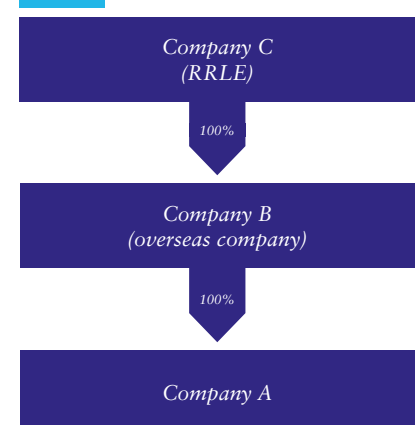 Company C
(RRLE)
100%
Company B
(overseas company)
100%
Company A